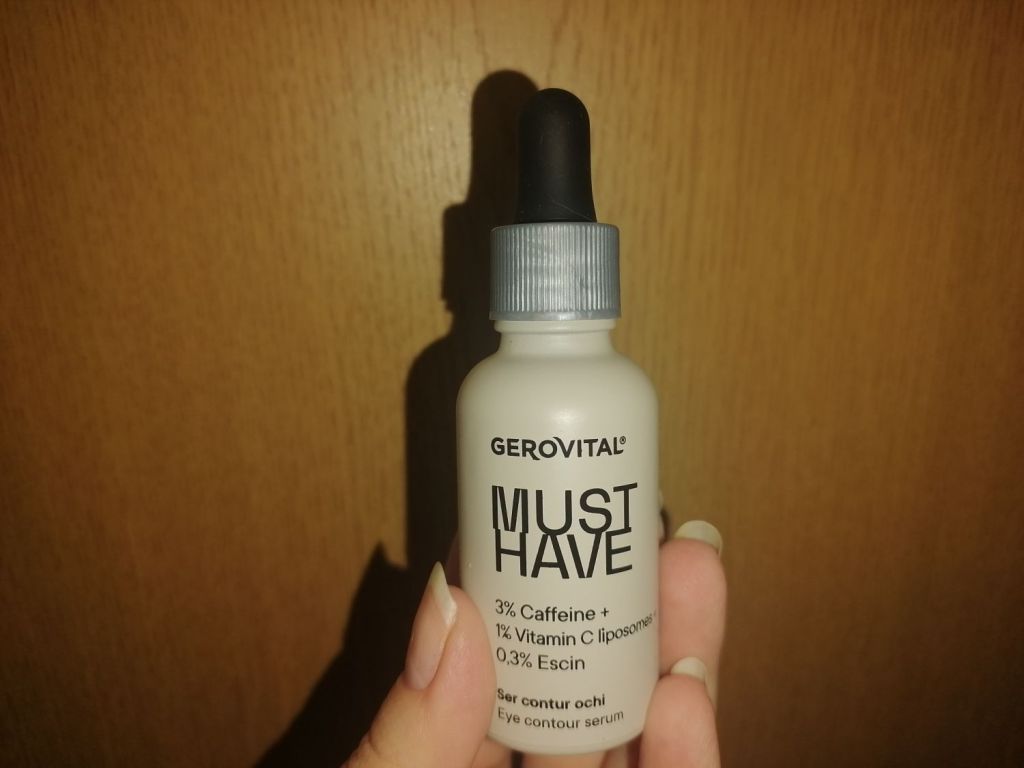 GEROVITAL®
MUST
HAVE
3% Caffeine +
1% Vitamin C liposomes +
0,3% Escin
Ser contur ochi
Eye contour serum